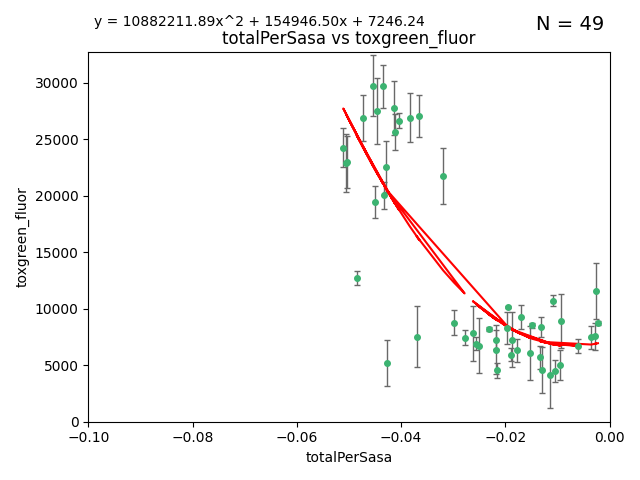 y = 10882211.89x^2 + 154946.50x + 7246.24
N = 49
totalPerSasa vs toxgreen_fluor
30000
25000
20000
15000
10000
5000
0
toxgreen_fluor
−0.10 −0.08 −0.06 −0.04 −0.02 0.00
totalPerSasa